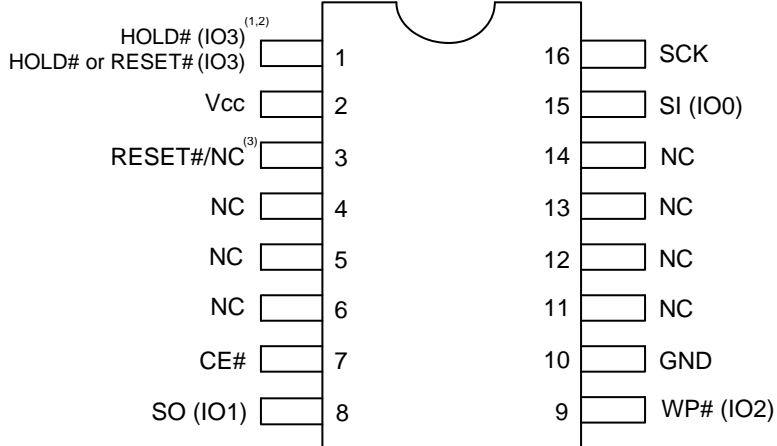 HOLD# (IO3)(1,2)
HOLD# or RESET# (IO3) 1
16 SCK
Vcc 2
15 SI (IO0)
RESET#/NC(3) 3
14 NC
NC 4
13 NC
NC 5
12 NC
NC 6
11 NC
CE# 7
10 GND
SO (IO1) 8
9 WP# (IO2)